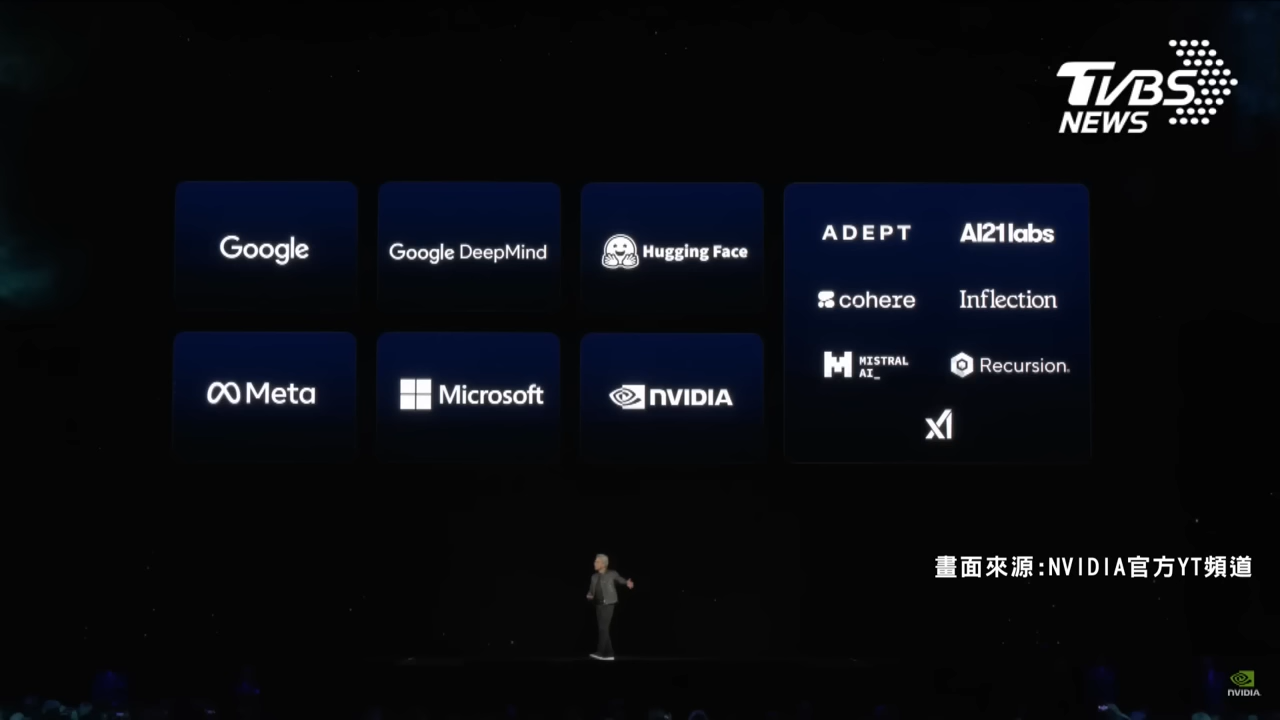 TVBS
NEWS
Google
Google DeepMind
Hugging Face
ADEPT
AI21labs
cohere
Inflection
Meta
Microsoft
NVIDIA
MISTRAL
AI_
Recursion
xI
畫面來源:NVIDIA官方YT頻道
NVIDIA